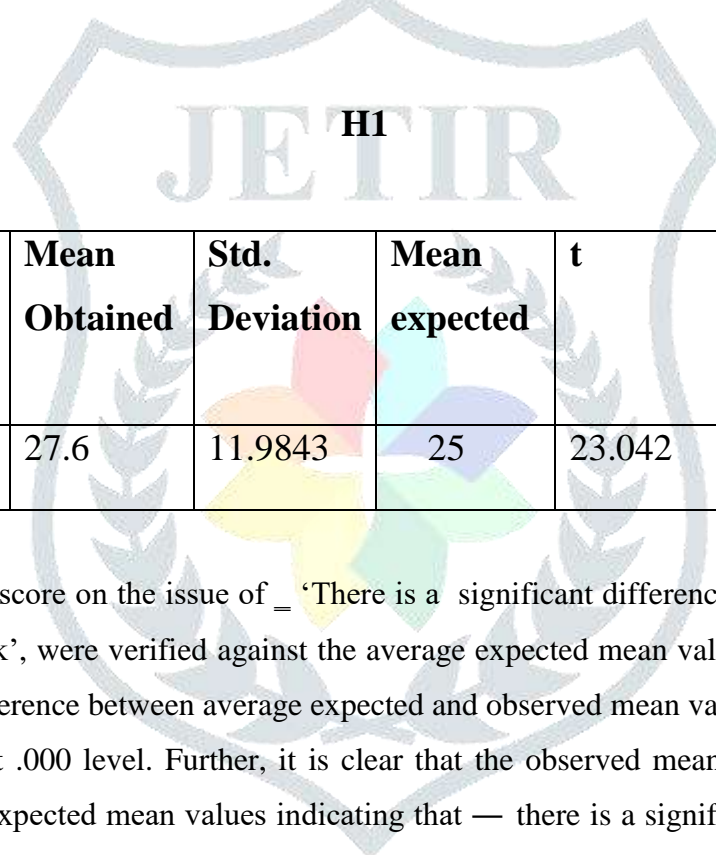 JETIR
H1
Mean Obtained Std. Deviation Mean expected t
27.6 11.9843 25 23.042
score on the issue of ‗ ‘There is a significant differenc
k’, were verified against the average expected mean val
erence between average expected and observed mean va
t .000 level. Further, it is clear that the observed mean
xpected mean values indicating that ― there is a signif